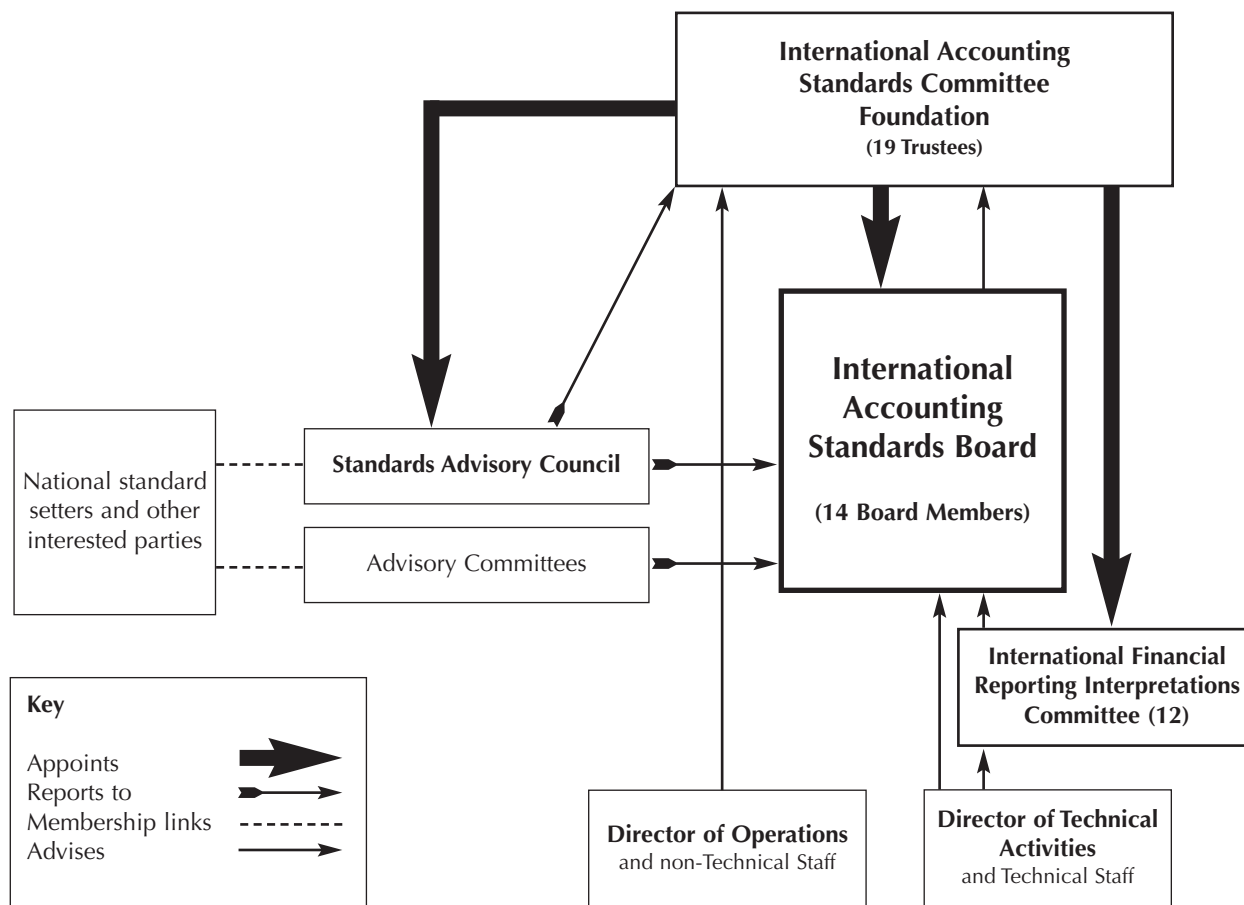 International Accounting
Standards Committee
Foundation
(19 Trustees)
International
Accounting
Standards Board
(14 Board Members)
National standard
setters and other
interested parties
Standards Advisory Council
Advisory Committees
International Financial
Reporting Interpretations
Committee (12)
Key
Appoints
Reports to
Membership links
Advises
Director of Operations
and non-Technical Staff
Director of Technical
Activities
and Technical Staff